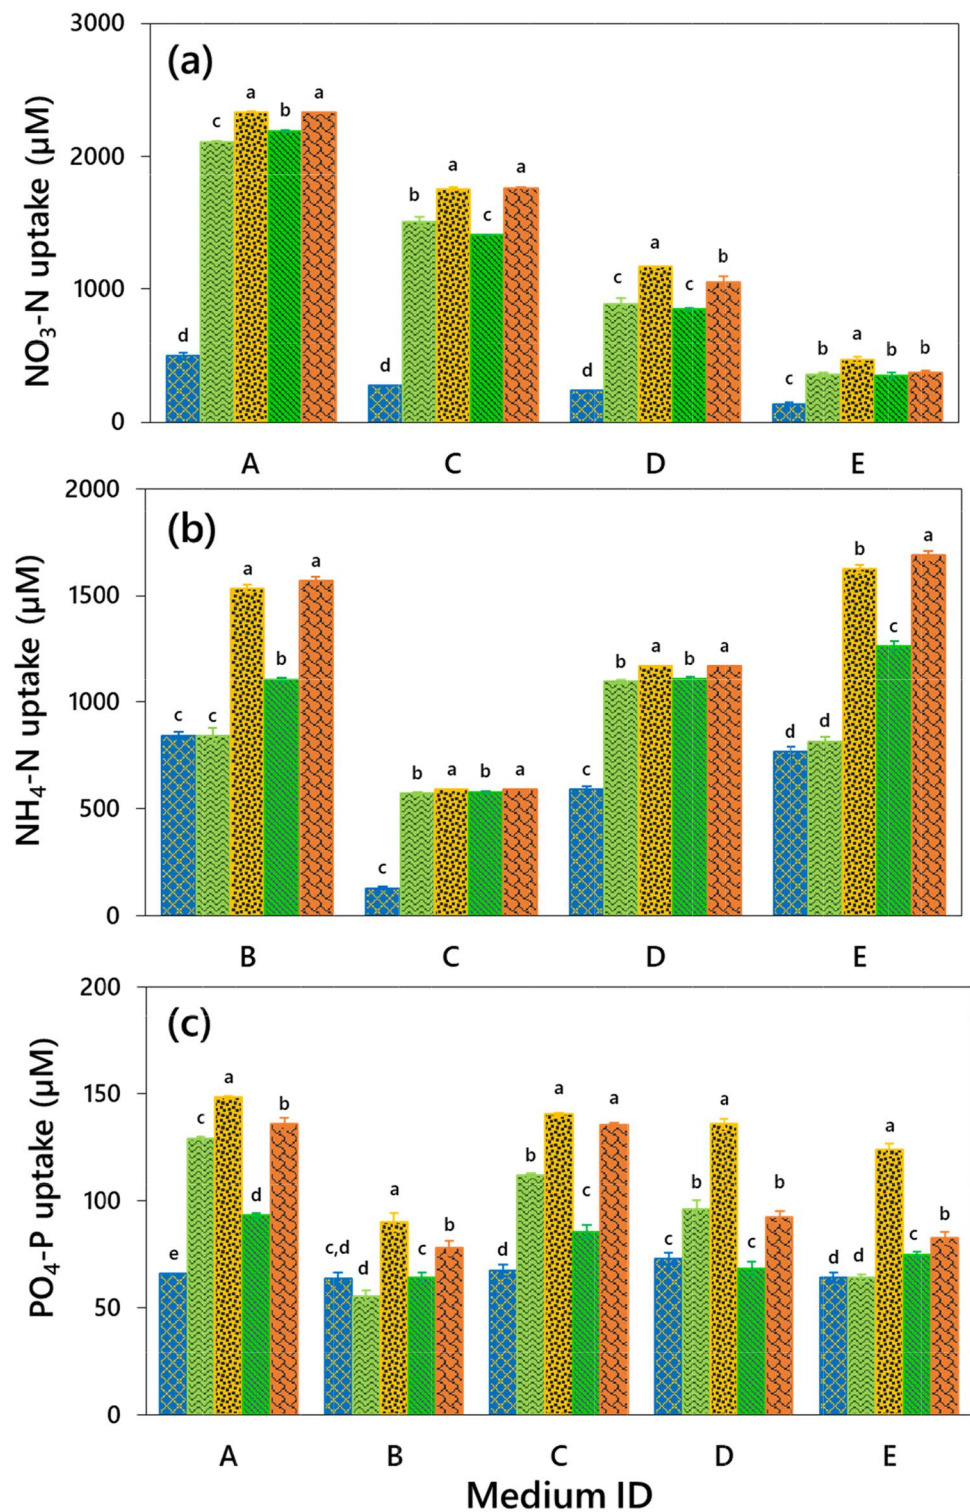 3000
(a)
a
a
c
b
2000
a
a
b
c
NO₃-N uptake (µM)
a
b
1000
c
c
d
a
d
d
b
b
b
c
0
A
C
D
E
2000
(b)
a
a
a
b
1500
NH₄-N uptake (µM)
c
b
a
a
b
b
1000
c
c
d
d
c
b
a
b
a
500
c
0
B
C
D
E
200
(c)
a
a
a
b
a
c
a
150
PO₄-P uptake (µM)
b
d
a
b
b
c
100
b
b
e
c,d
d
c
d
c
c
d
d
c
50
0
A
B
C
D
E
Medium ID